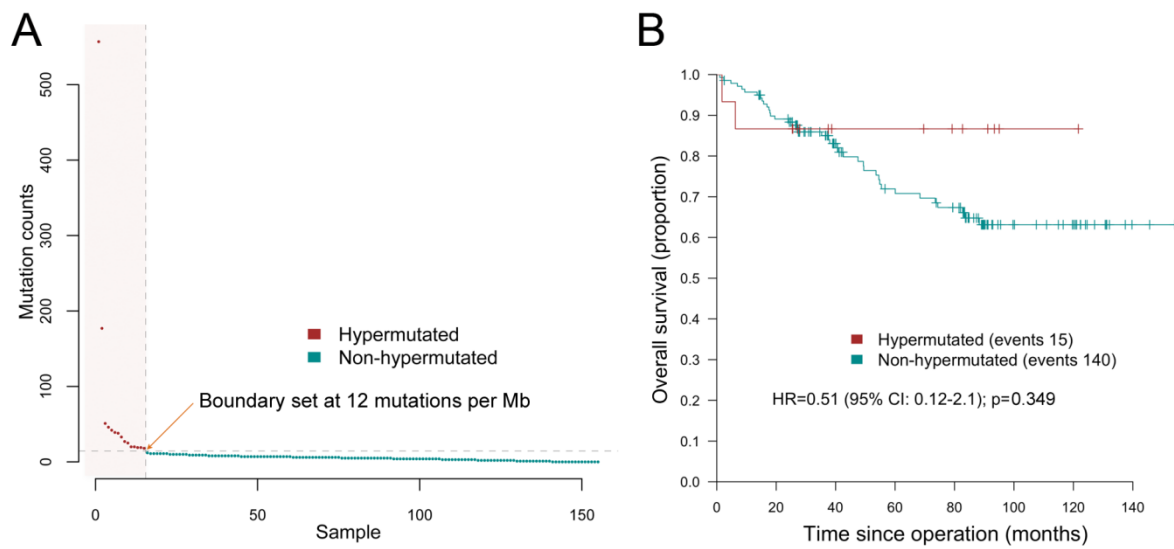 A
Mutation counts
500
400
300
200
100
0
Hypermutated
Non-hypermutated
Boundary set at 12 mutations per Mb
0
50
100
150
Sample
B
Overall survival (proportion)
1.0
0.9
0.8
0.7
0.6
0.5
0.4
0.3
0.2
0.1
0.0
Hypermutated (events 15)
Non-hypermutated (events 140)
HR=0.51 (95% CI: 0.12-2.1); p=0.349
0
20
40
60
80
100
120
140
Time since operation (months)